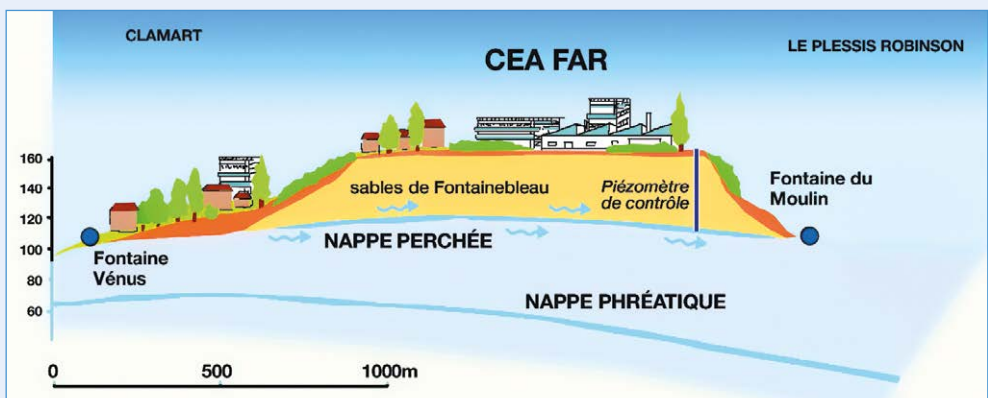 CLAMART
CEA FAR
LE PLESSIS ROBINSON
160
140
120
100
80
60
sables de Fontainebleau
Piézomètre
de contrôle
Fontaine du
Moulin
Fontaine
Vénus
NAPPE PERCHÉE
NAPPE PHRÉATIQUE
0
500
1000m